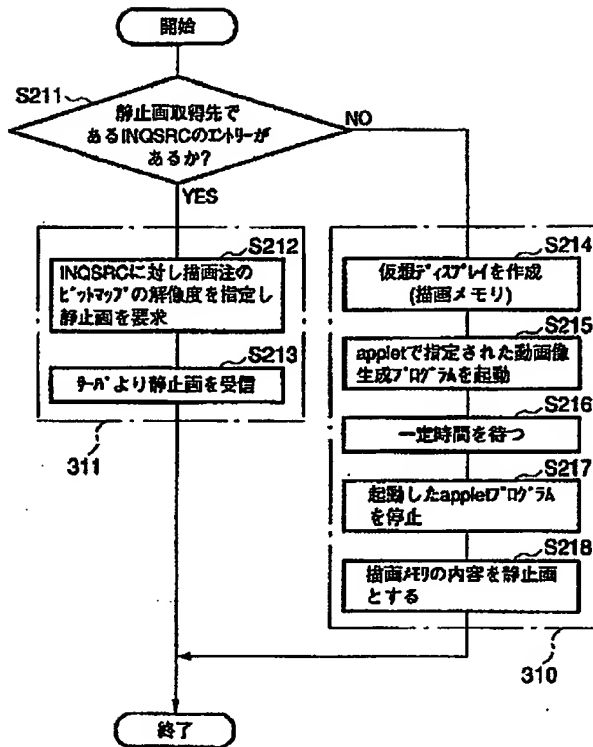 開始
S211
静止画取得先で
あるINQSRCのエントリーが
あるか?
NO
YES
S212
INQSRCに対し描画注の
ビットマップの解像度を指定し
静止画を要求
S213
サーバより静止画を受信
311
S214
仮想ディスプレイを作成
(描画メモリ)
S215
appletで指定された動画像
生成プログラムを起動
S216
一定時間を待つ
S217
起動したappletプログラム
を停止
S218
描画メモリの内容を静止画
とする
310
終了